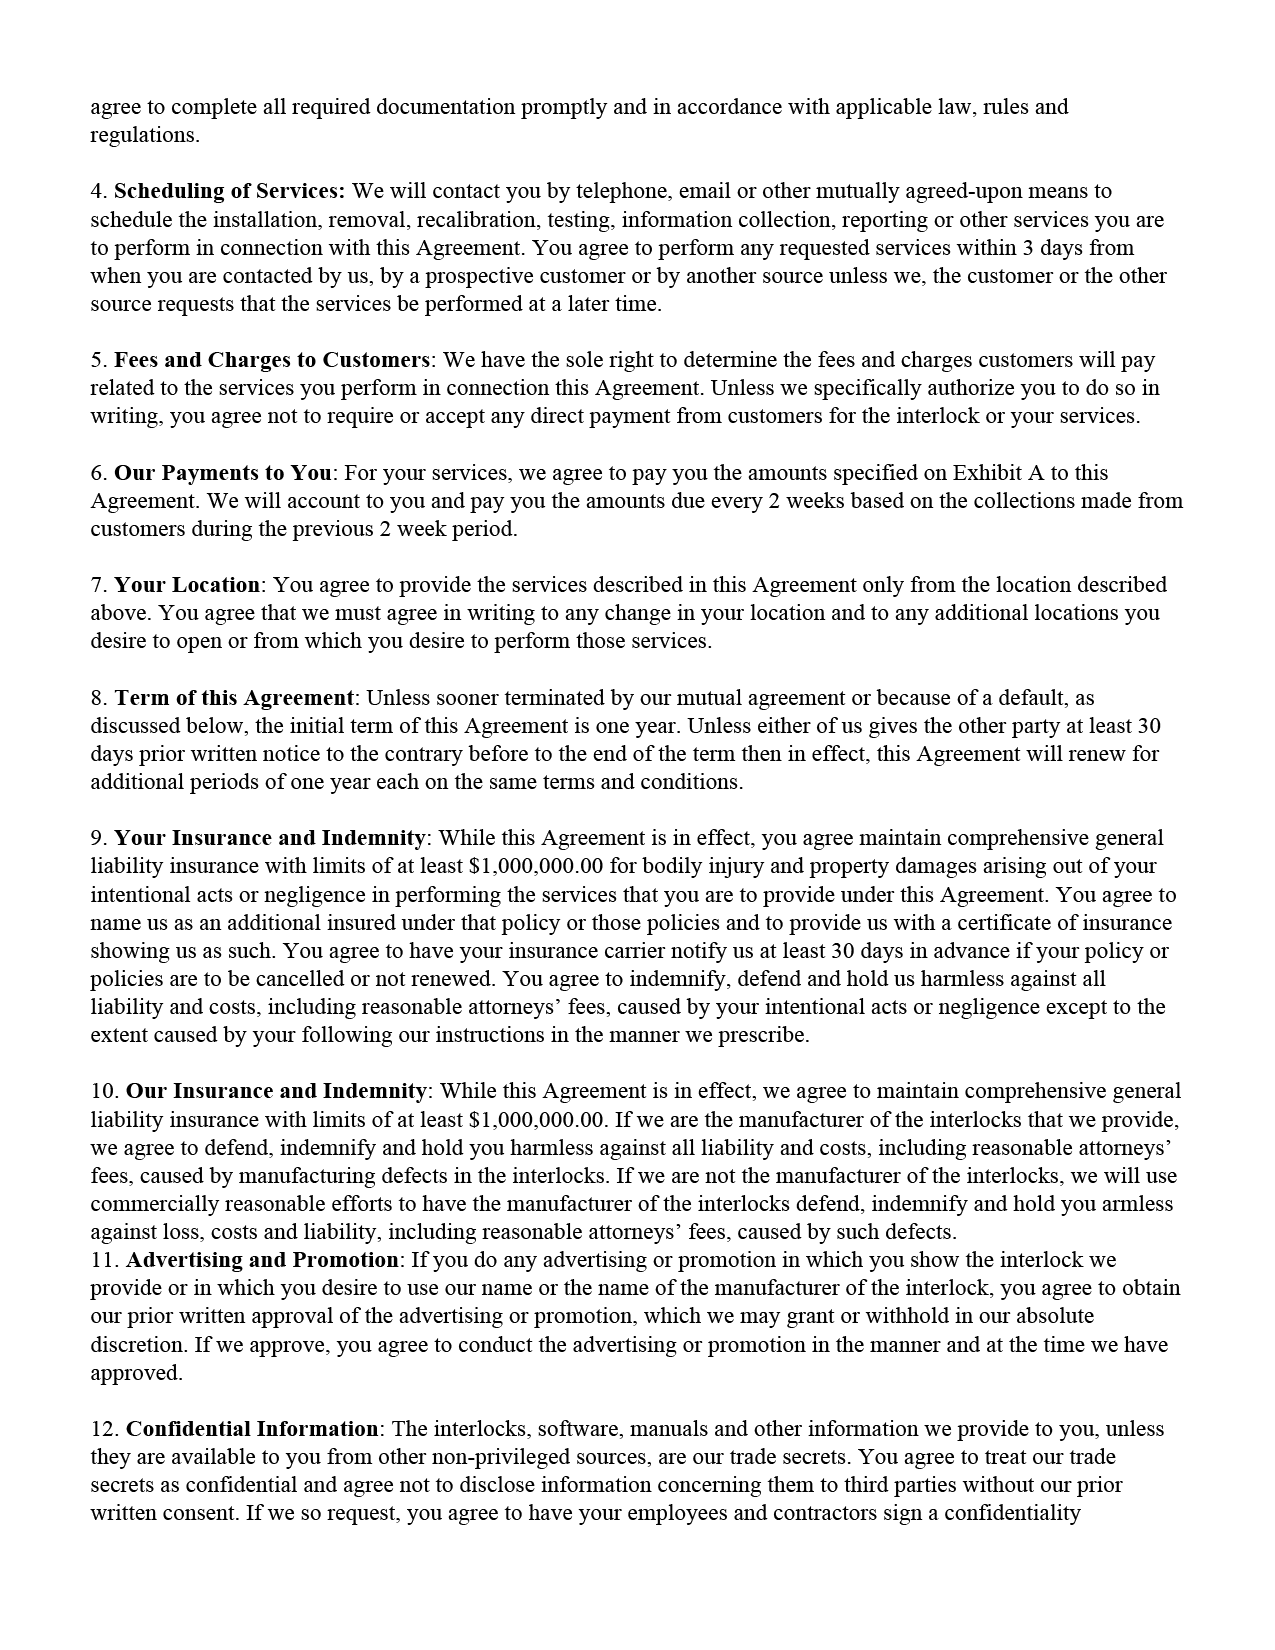 agree to complete all required documentation promptly and in accordance with applicable law, rules and
regulations.
4. Scheduling of Services: We will contact you by telephone, email or other mutually agreed-upon means to
schedule the installation, removal, recalibration, testing, information collection, reporting or other services you are
to perform in connection with this Agreement. You agree to perform any requested services within 3 days from
when you are contacted by us, by a prospective customer or by another source unless we, the customer or the other
source requests that the services be performed at a later time.
5. Fees and Charges to Customers: We have the sole right to determine the fees and charges customers will pay
related to the services you perform in connection this Agreement. Unless we specifically authorize you to do so in
writing, you agree not to require or accept any direct payment from customers for the interlock or your services.
6. Our Payments to You: For your services, we agree to pay you the amounts specified on Exhibit A to this
Agreement. We will account to you and pay you the amounts due every 2 weeks based on the collections made from
customers during the previous 2 week period.
7. Your Location: You agree to provide the services described in this Agreement only from the location described
above. You agree that we must agree in writing to any change in your location and to any additional locations you
desire to open or from which you desire to perform those services.
8. Term of this Agreement: Unless sooner terminated by our mutual agreement or because of a default, as
discussed below, the initial term of this Agreement is one year. Unless either of us gives the other party at least 30
days prior written notice to the contrary before to the end of the term then in effect, this Agreement will renew for
additional periods of one year each on the same terms and conditions.
9. Your Insurance and Indemnity: While this Agreement is in effect, you agree maintain comprehensive general
liability insurance with limits of at least $1,000,000.00 for bodily injury and property damages arising out of your
intentional acts or negligence in performing the services that you are to provide under this Agreement. You agree to
name us as an additional insured under that policy or those policies and to provide us with a certificate of insurance
showing us as such. You agree to have your insurance carrier notify us at least 30 days in advance if your policy or
policies are to be cancelled or not renewed. You agree to indemnify, defend and hold us harmless against all
liability and costs, including reasonable attorneys’ fees, caused by your intentional acts or negligence except to the
extent caused by your following our instructions in the manner we prescribe.
10. Our Insurance and Indemnity: While this Agreement is in effect, we agree to maintain comprehensive general
liability insurance with limits of at least $1,000,000.00. If we are the manufacturer of the interlocks that we provide,
we agree to defend, indemnify and hold you harmless against all liability and costs, including reasonable attorneys’
fees, caused by manufacturing defects in the interlocks. If we are not the manufacturer of the interlocks, we will use
commercially reasonable efforts to have the manufacturer of the interlocks defend, indemnify and hold you armless
against loss, costs and liability, including reasonable attorneys’ fees, caused by such defects.
11. Advertising and Promotion: If you do any advertising or promotion in which you show the interlock we
provide or in which you desire to use our name or the name of the manufacturer of the interlock, you agree to obtain
our prior written approval of the advertising or promotion, which we may grant or withhold in our absolute
discretion. If we approve, you agree to conduct the advertising or promotion in the manner and at the time we have
approved.
12. Confidential Information: The interlocks, software, manuals and other information we provide to you, unless
they are available to you from other non-privileged sources, are our trade secrets. You agree to treat our trade
secrets as confidential and agree not to disclose information concerning them to third parties without our prior
written consent. If we so request, you agree to have your employees and contractors sign a confidentiality